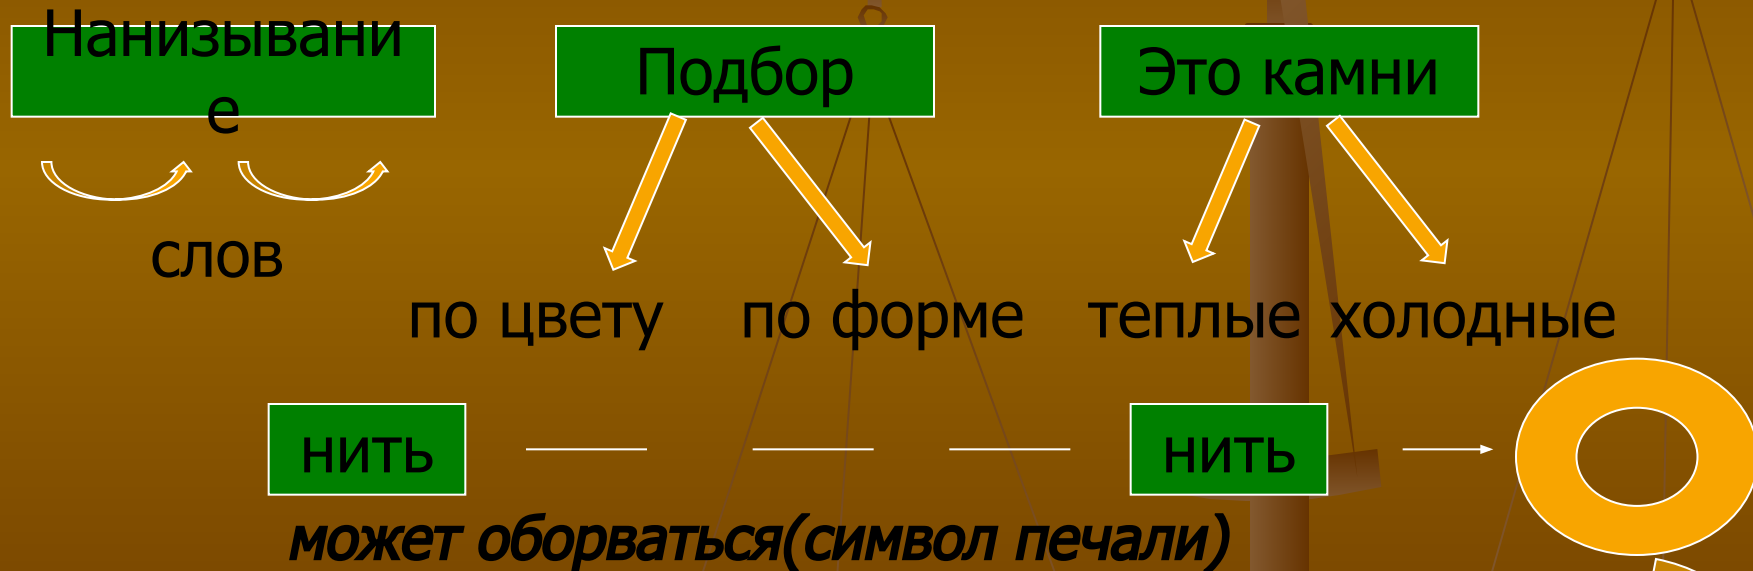 Нанизывани
е
Подбор
Это камни
слов
по цвету
по форме
теплые
холодные
нить
нить
может оборваться(символ печали)